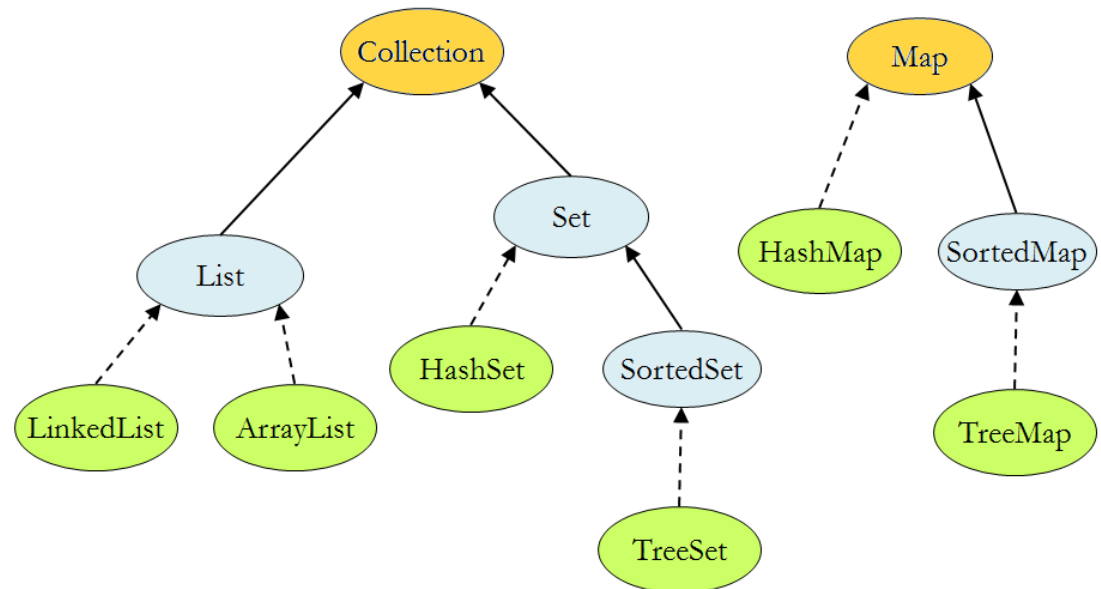 Collection
Map
Set
HashMap
SortedMap
List
HashSet
SortedSet
LinkedList
ArrayList
TreeMap
TreeSet